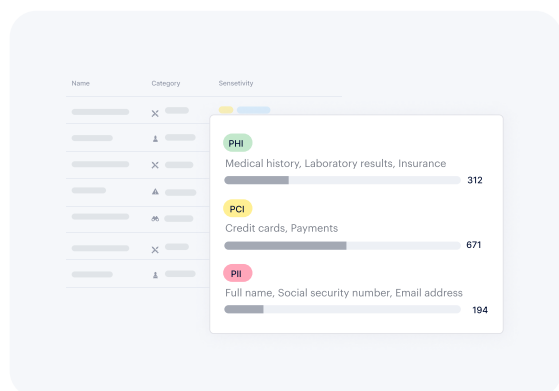 Name Category Sensetivity
PHI
Medical history, Laboratory results, Insurance
312
PCI
Credit cards, Payments
671
PII
Full name, Social security number, Email address
194